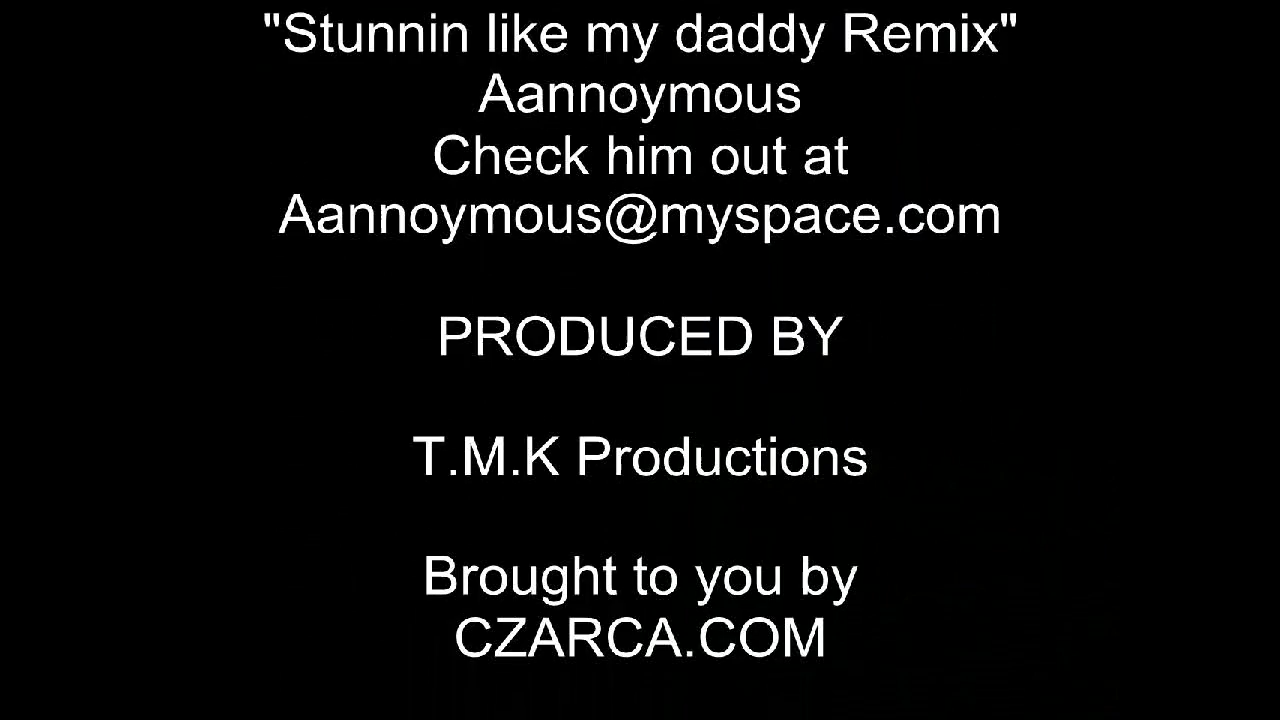 "Stunnin like my daddy Remix"
Aannoymous
Check him out at
Aannoymous@myspace.com
PRODUCED BY
T.M.K Productions
Brought to you by
CZARCA.COM